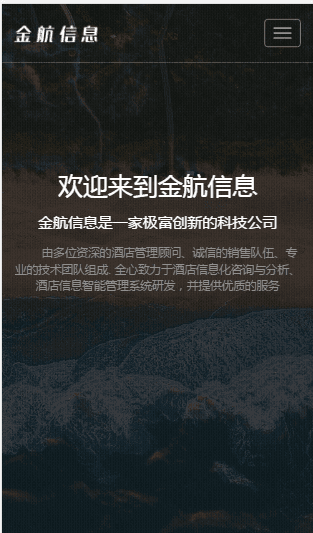 金航信息
欢迎来到金航信息
金航信息是一家极富创新的科技公司
由多位资深的酒店管理顾问、诚信的销售队伍、专
业的技术团队组成. 全心致力于酒店信息化咨询与分析、
酒店信息智能管理系统研发，并提供优质的服务